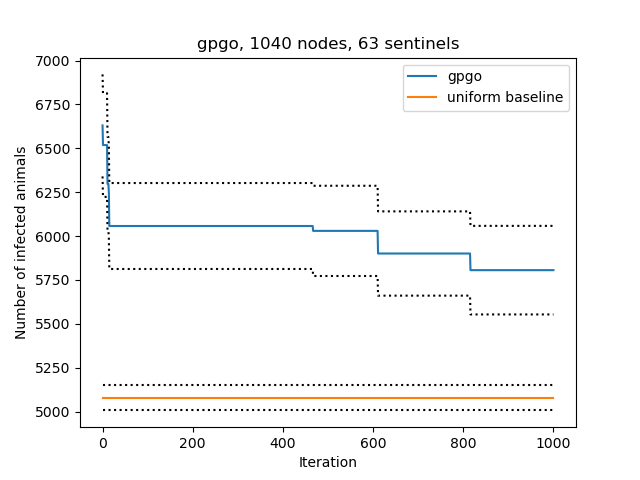 gpgo, 1040 nodes, 63 sentinels
gpgo
uniform baseline
Number of infected animals
7000
6750
6500
6250
6000
5750
5500
5250
5000
0 200 400 600 800 1000
Iteration